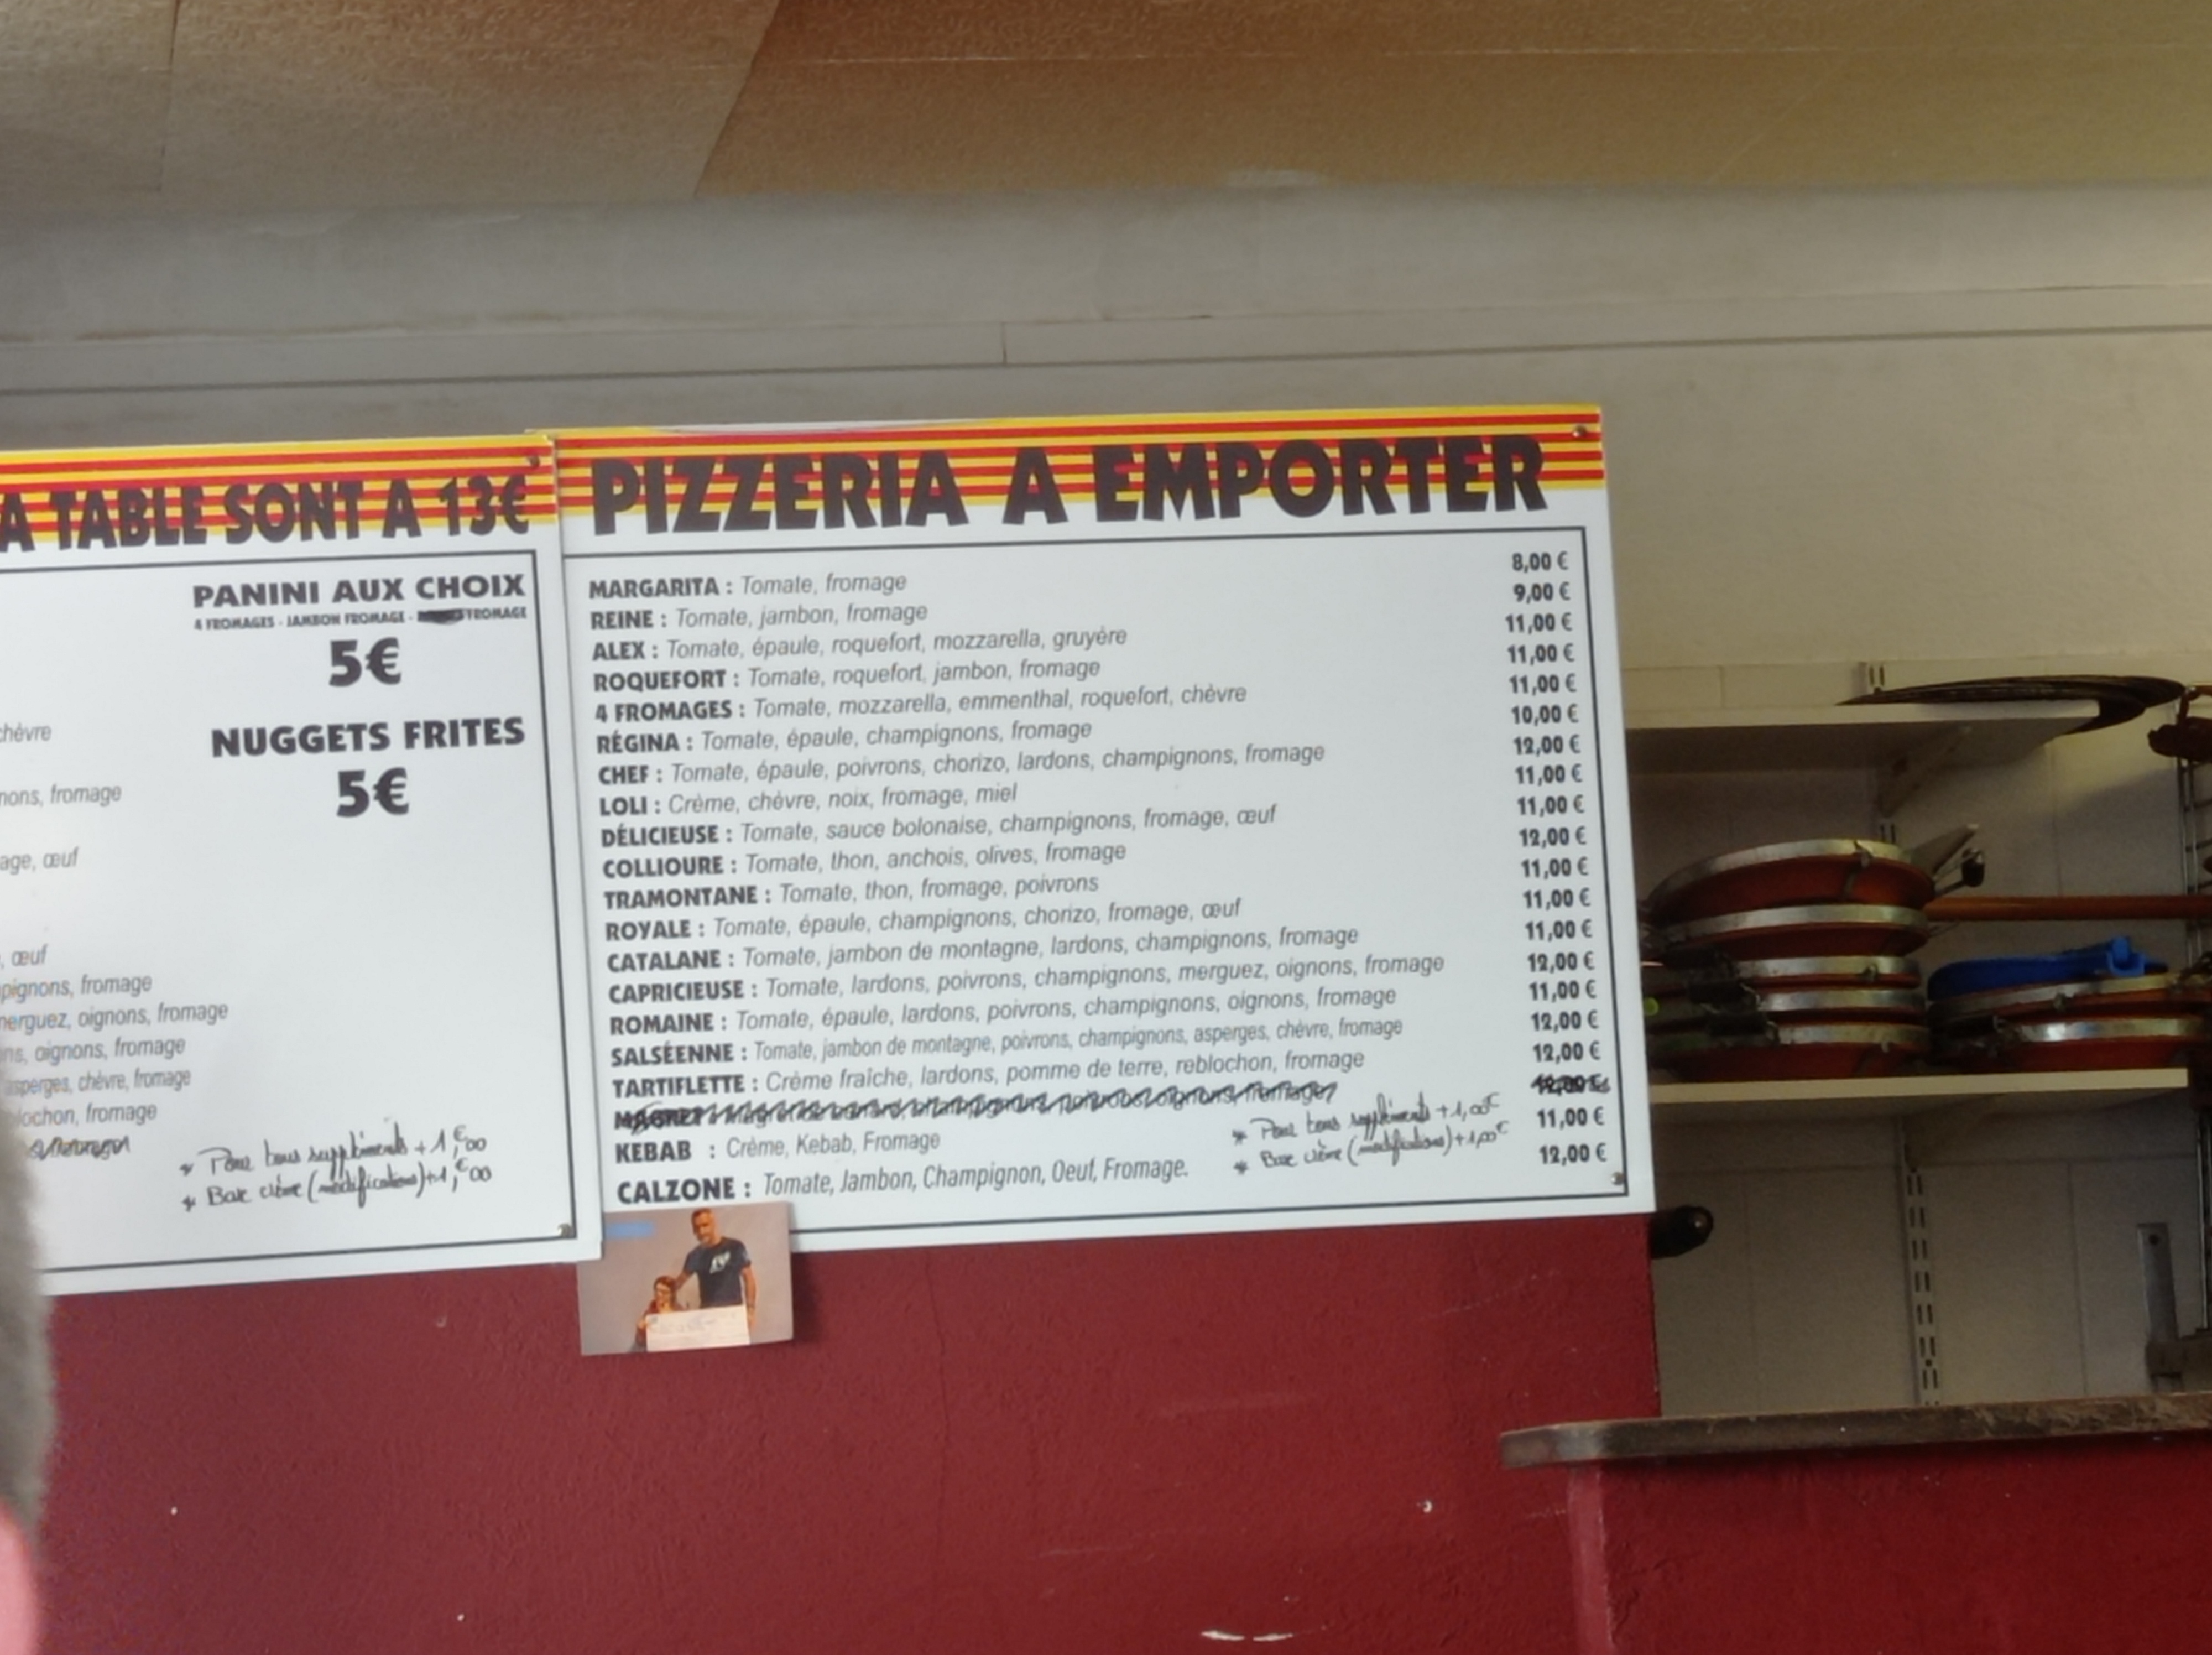 A TABLE SONT A 13€
PANINI AUX CHOIX
4 FROMAGES - JAMBON FROMAGE - FROMAGE
5€
NUGGETS FRITES
5€
chèvre
nons, fromage
age, œuf
, œuf
pignons, fromage
nerguez, oignons, fromage
ns, oignons, fromage
asperges, chèvre, fromage
blochon, fromage
* Pour tous suppléments +1,€00
* Base crème (modifications)+1,€00
PIZZERIA A EMPORTER
MARGARITA : Tomate, fromage 8,00 €
REINE : Tomate, jambon, fromage 9,00 €
ALEX : Tomate, épaule, roquefort, mozzarella, gruyère 11,00 €
ROQUEFORT : Tomate, roquefort, jambon, fromage 11,00 €
4 FROMAGES : Tomate, mozzarella, emmenthal, roquefort, chèvre 11,00 €
RÉGINA : Tomate, épaule, champignons, fromage 10,00 €
CHEF : Tomate, épaule, poivrons, chorizo, lardons, champignons, fromage 12,00 €
LOLI : Crème, chèvre, noix, fromage, miel 11,00 €
DÉLICIEUSE : Tomate, sauce bolonaise, champignons, fromage, œuf 11,00 €
COLLIOURE : Tomate, thon, anchois, olives, fromage 12,00 €
TRAMONTANE : Tomate, thon, fromage, poivrons 11,00 €
ROYALE : Tomate, épaule, champignons, chorizo, fromage, œuf 11,00 €
CATALANE : Tomate, jambon de montagne, lardons, champignons, fromage 11,00 €
CAPRICIEUSE : Tomate, lardons, poivrons, champignons, merguez, oignons, fromage 12,00 €
ROMAINE : Tomate, épaule, lardons, poivrons, champignons, oignons, fromage 11,00 €
SALSÉENNE : Tomate, jambon de montagne, poivrons, champignons, asperges, chèvre, fromage 12,00 €
TARTIFLETTE : Crème fraîche, lardons, pomme de terre, reblochon, fromage 12,00 €
KEBAB : Crème, Kebab, Fromage 11,00 €
CALZONE : Tomate, Jambon, Champignon, Oeuf, Fromage. 12,00 €
* Pour tous suppléments +1,00€
* Base crème (modifications)+1,00€